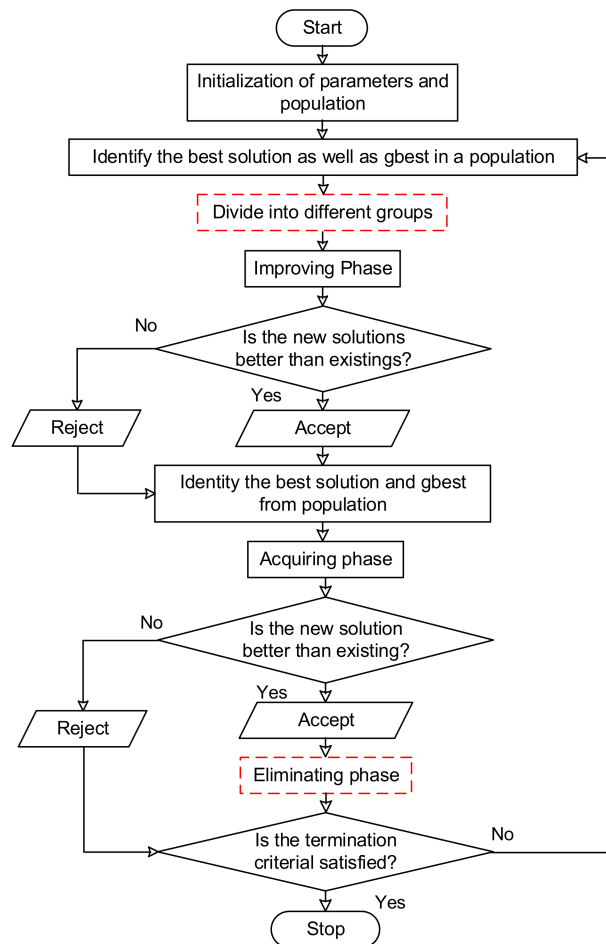 Start
Initialization of parameters and
population
Identify the best solution as well as gbest in a population
Divide into different groups
Improving Phase
Is the new solutions
better than existings?
No
Yes
Reject
Accept
Identity the best solution and gbest
from population
Acquiring phase
Is the new solution
better than existing?
No
Yes
Reject
Accept
Eliminating phase
Is the termination
criterial satisfied?
No
Yes
Stop